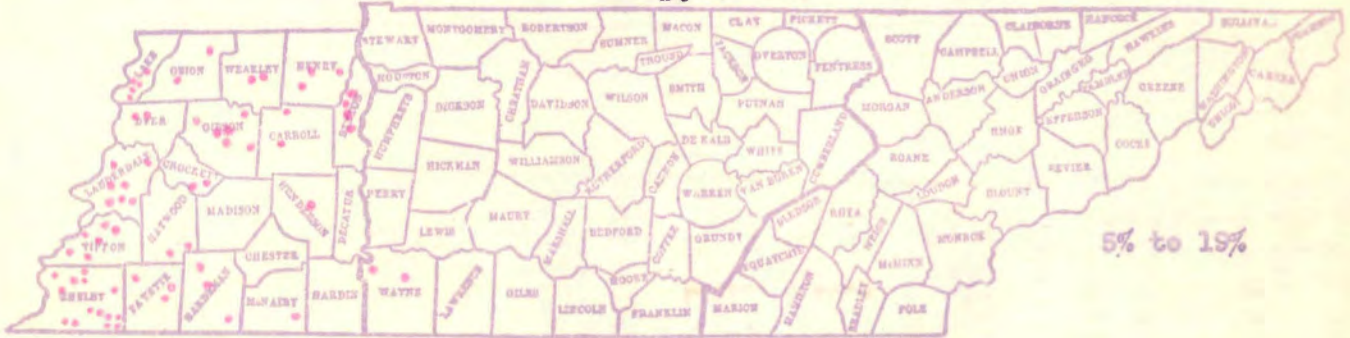 STEWART MONTGOMERY ROBERTSON SUMNER MACON CLAY PICKETT SCOTT CAMPBELL CLAIBORNE HANCOCK HAWKINS
LAKE OBION WEAKLEY HENRY HOUSTON TROUSD JACKSON OVERTON FENTRESS UNION GRAINGER GREENE WASHINGTON CARTER
DYER GIBSON CARROLL BENTON HUMPHREYS DICKSON CHEATHAM DAVIDSON WILSON SMITH PUTNAM MORGAN ANDERSON KNOX JEFFERSON COCKE
LAUDERDALE CROCKETT HICKMAN WILLIAMSON RUTHERFORD CANNON DE KALB WHITE CUMBERLAND ROANE LOUDON BLOUNT SEVIER
TIPTON HAYWOOD MADISON HENDERSON DECATUR PERRY LEWIS MAURY MARSHALL BEDFORD COFFEE WARREN VAN BUREN GRUNDY BLEDSOE RHEA MEIGS McMINN MONROE
SHELBY FAYETTE HARDEMAN CHESTER McNAIRY HARDIN WAYNE LAWRENCE GILES LINCOLN MOORE FRANKLIN MARION SEQUATCHIE HAMILTON BRADLEY POLK
5% to 19%